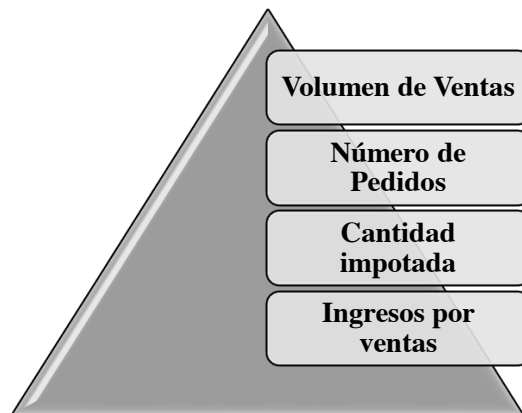 Volumen de Ventas
Número de
Pedidos
Cantidad
impotada
Ingresos por
ventas